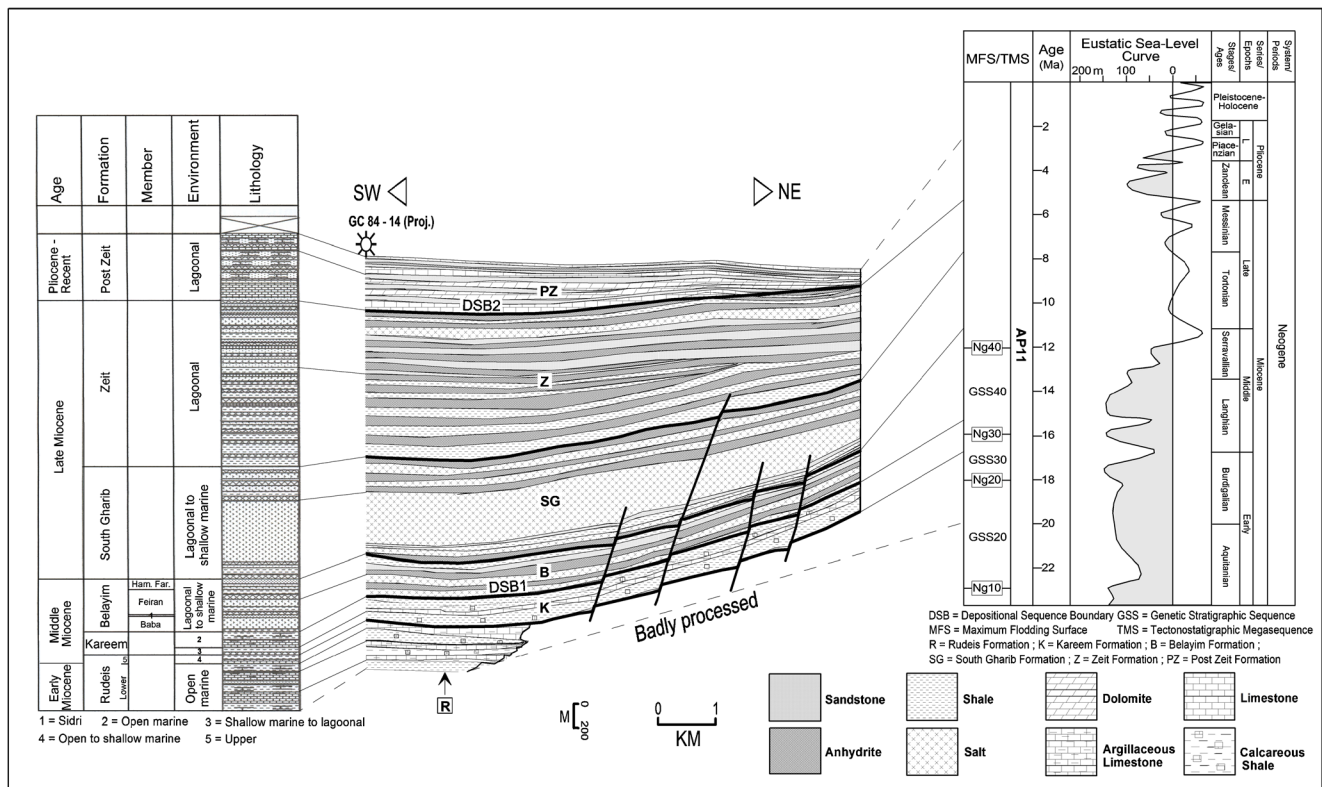 Age
Formation
Member
Environment
Lithology
Pliocene -
Recent
Post Zeit
Lagoonal
Late Miocene
Zeit
Lagoonal
South Gharib
Lagoonal to
shallow marine
Middle
Miocene
Belayim
Ham. Far.
Feiran
1
Baba
Lagoonal
to shallow
marine
Kareem
2
3
Early
Miocene
Rudeis
Lower
5
4
Open
marine
1 = Sidri 2 = Open marine 3 = Shallow marine to lagoonal
4 = Open to shallow marine 5 = Upper
SW
NE
GC 84 - 14 (Proj.)
PZ
DSB2
Z
SG
B
DSB1
K
Badly processed
R
M
0
200
0 1
KM
MFS/TMS
Age
(Ma)
Eustatic Sea-Level
Curve
200 m 100 0
Stages/
Ages
Series/
Epochs
System/
Periods
2
4
6
8
10
12
14
16
18
20
22
AP11
Ng40
GSS40
Ng30
GSS30
Ng20
GSS20
Ng10
Pleistocene-
Holocene
Gela-
sian
Piacen-
zian
Zanclean
Messinian
Tortonian
Serravallian
Langhian
Burdigalian
Aquitanian
L
E
Pliocene
Late
Middle
Early
Miocene
Neogene
DSB = Depositional Sequence Boundary GSS = Genetic Stratigraphic Sequence
MFS = Maximum Flodding Surface TMS = Tectonostatigraphic Megasequence
R = Rudeis Formation ; K = Kareem Formation ; B = Belayim Formation ;
SG = South Gharib Formation ; Z = Zeit Formation ; PZ = Post Zeit Formation
Sandstone
Shale
Dolomite
Limestone
Anhydrite
Salt
Argillaceous
Limestone
Calcareous
Shale